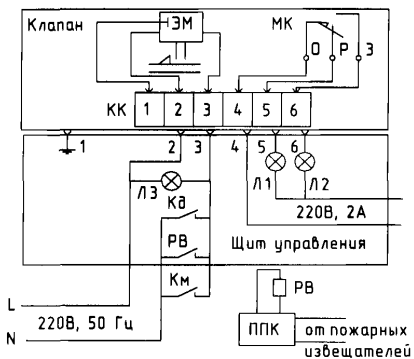 Клапан
ЭМ
МК
О Р З
КК 1 2 3 4 5 6
1 2 3 4 5 6
Л3
Л1
Л2
Кд
220В, 2А
РВ
Щит управления
Км
L
220В, 50 Гц
N
РВ
ППК
от пожарных
извещателей